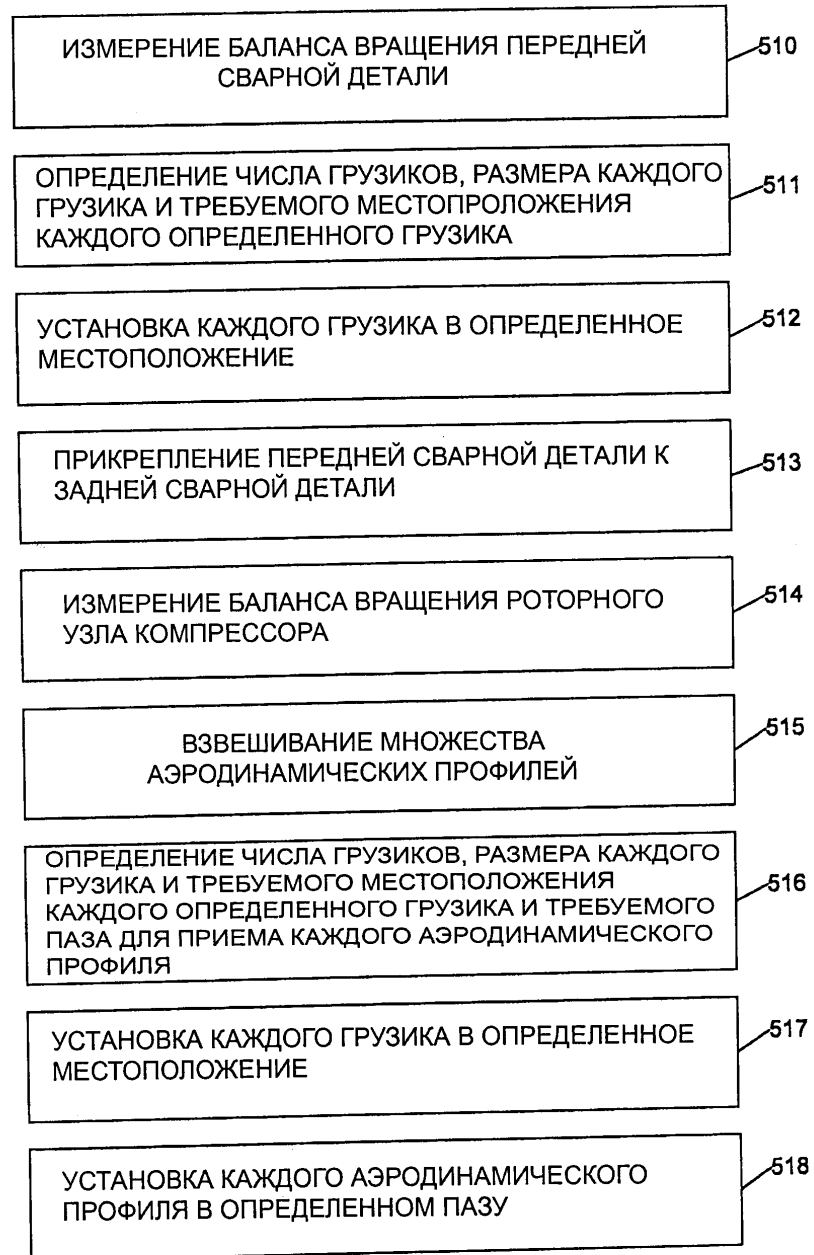 ИЗМЕРЕНИЕ БАЛАНСА ВРАЩЕНИЯ ПЕРЕДНЕЙ
СВАРНОЙ ДЕТАЛИ
510
ОПРЕДЕЛЕНИЕ ЧИСЛА ГРУЗИКОВ, РАЗМЕРА КАЖДОГО
ГРУЗИКА И ТРЕБУЕМОГО МЕСТОПРОЛОЖЕНИЯ
КАЖДОГО ОПРЕДЕЛЕННОГО ГРУЗИКА
511
УСТАНОВКА КАЖДОГО ГРУЗИКА В ОПРЕДЕЛЕННОЕ
МЕСТОПОЛОЖЕНИЕ
512
ПРИКРЕПЛЕНИЕ ПЕРЕДНЕЙ СВАРНОЙ ДЕТАЛИ К
ЗАДНЕЙ СВАРНОЙ ДЕТАЛИ
513
ИЗМЕРЕНИЕ БАЛАНСА ВРАЩЕНИЯ РОТОРНОГО
УЗЛА КОМПРЕССОРА
514
ВЗВЕШИВАНИЕ МНОЖЕСТВА
АЭРОДИНАМИЧЕСКИХ ПРОФИЛЕЙ
515
ОПРЕДЕЛЕНИЕ ЧИСЛА ГРУЗИКОВ, РАЗМЕРА КАЖДОГО
ГРУЗИКА И ТРЕБУЕМОГО МЕСТОПОЛОЖЕНИЯ
КАЖДОГО ОПРЕДЕЛЕННОГО ГРУЗИКА И ТРЕБУЕМОГО
ПАЗА ДЛЯ ПРИЕМА КАЖДОГО АЭРОДИНАМИЧЕСКОГО
ПРОФИЛЯ
516
УСТАНОВКА КАЖДОГО ГРУЗИКА В ОПРЕДЕЛЕННОЕ
МЕСТОПОЛОЖЕНИЕ
517
УСТАНОВКА КАЖДОГО АЭРОДИНАМИЧЕСКОГО
ПРОФИЛЯ В ОПРЕДЕЛЕННОМ ПАЗУ
518